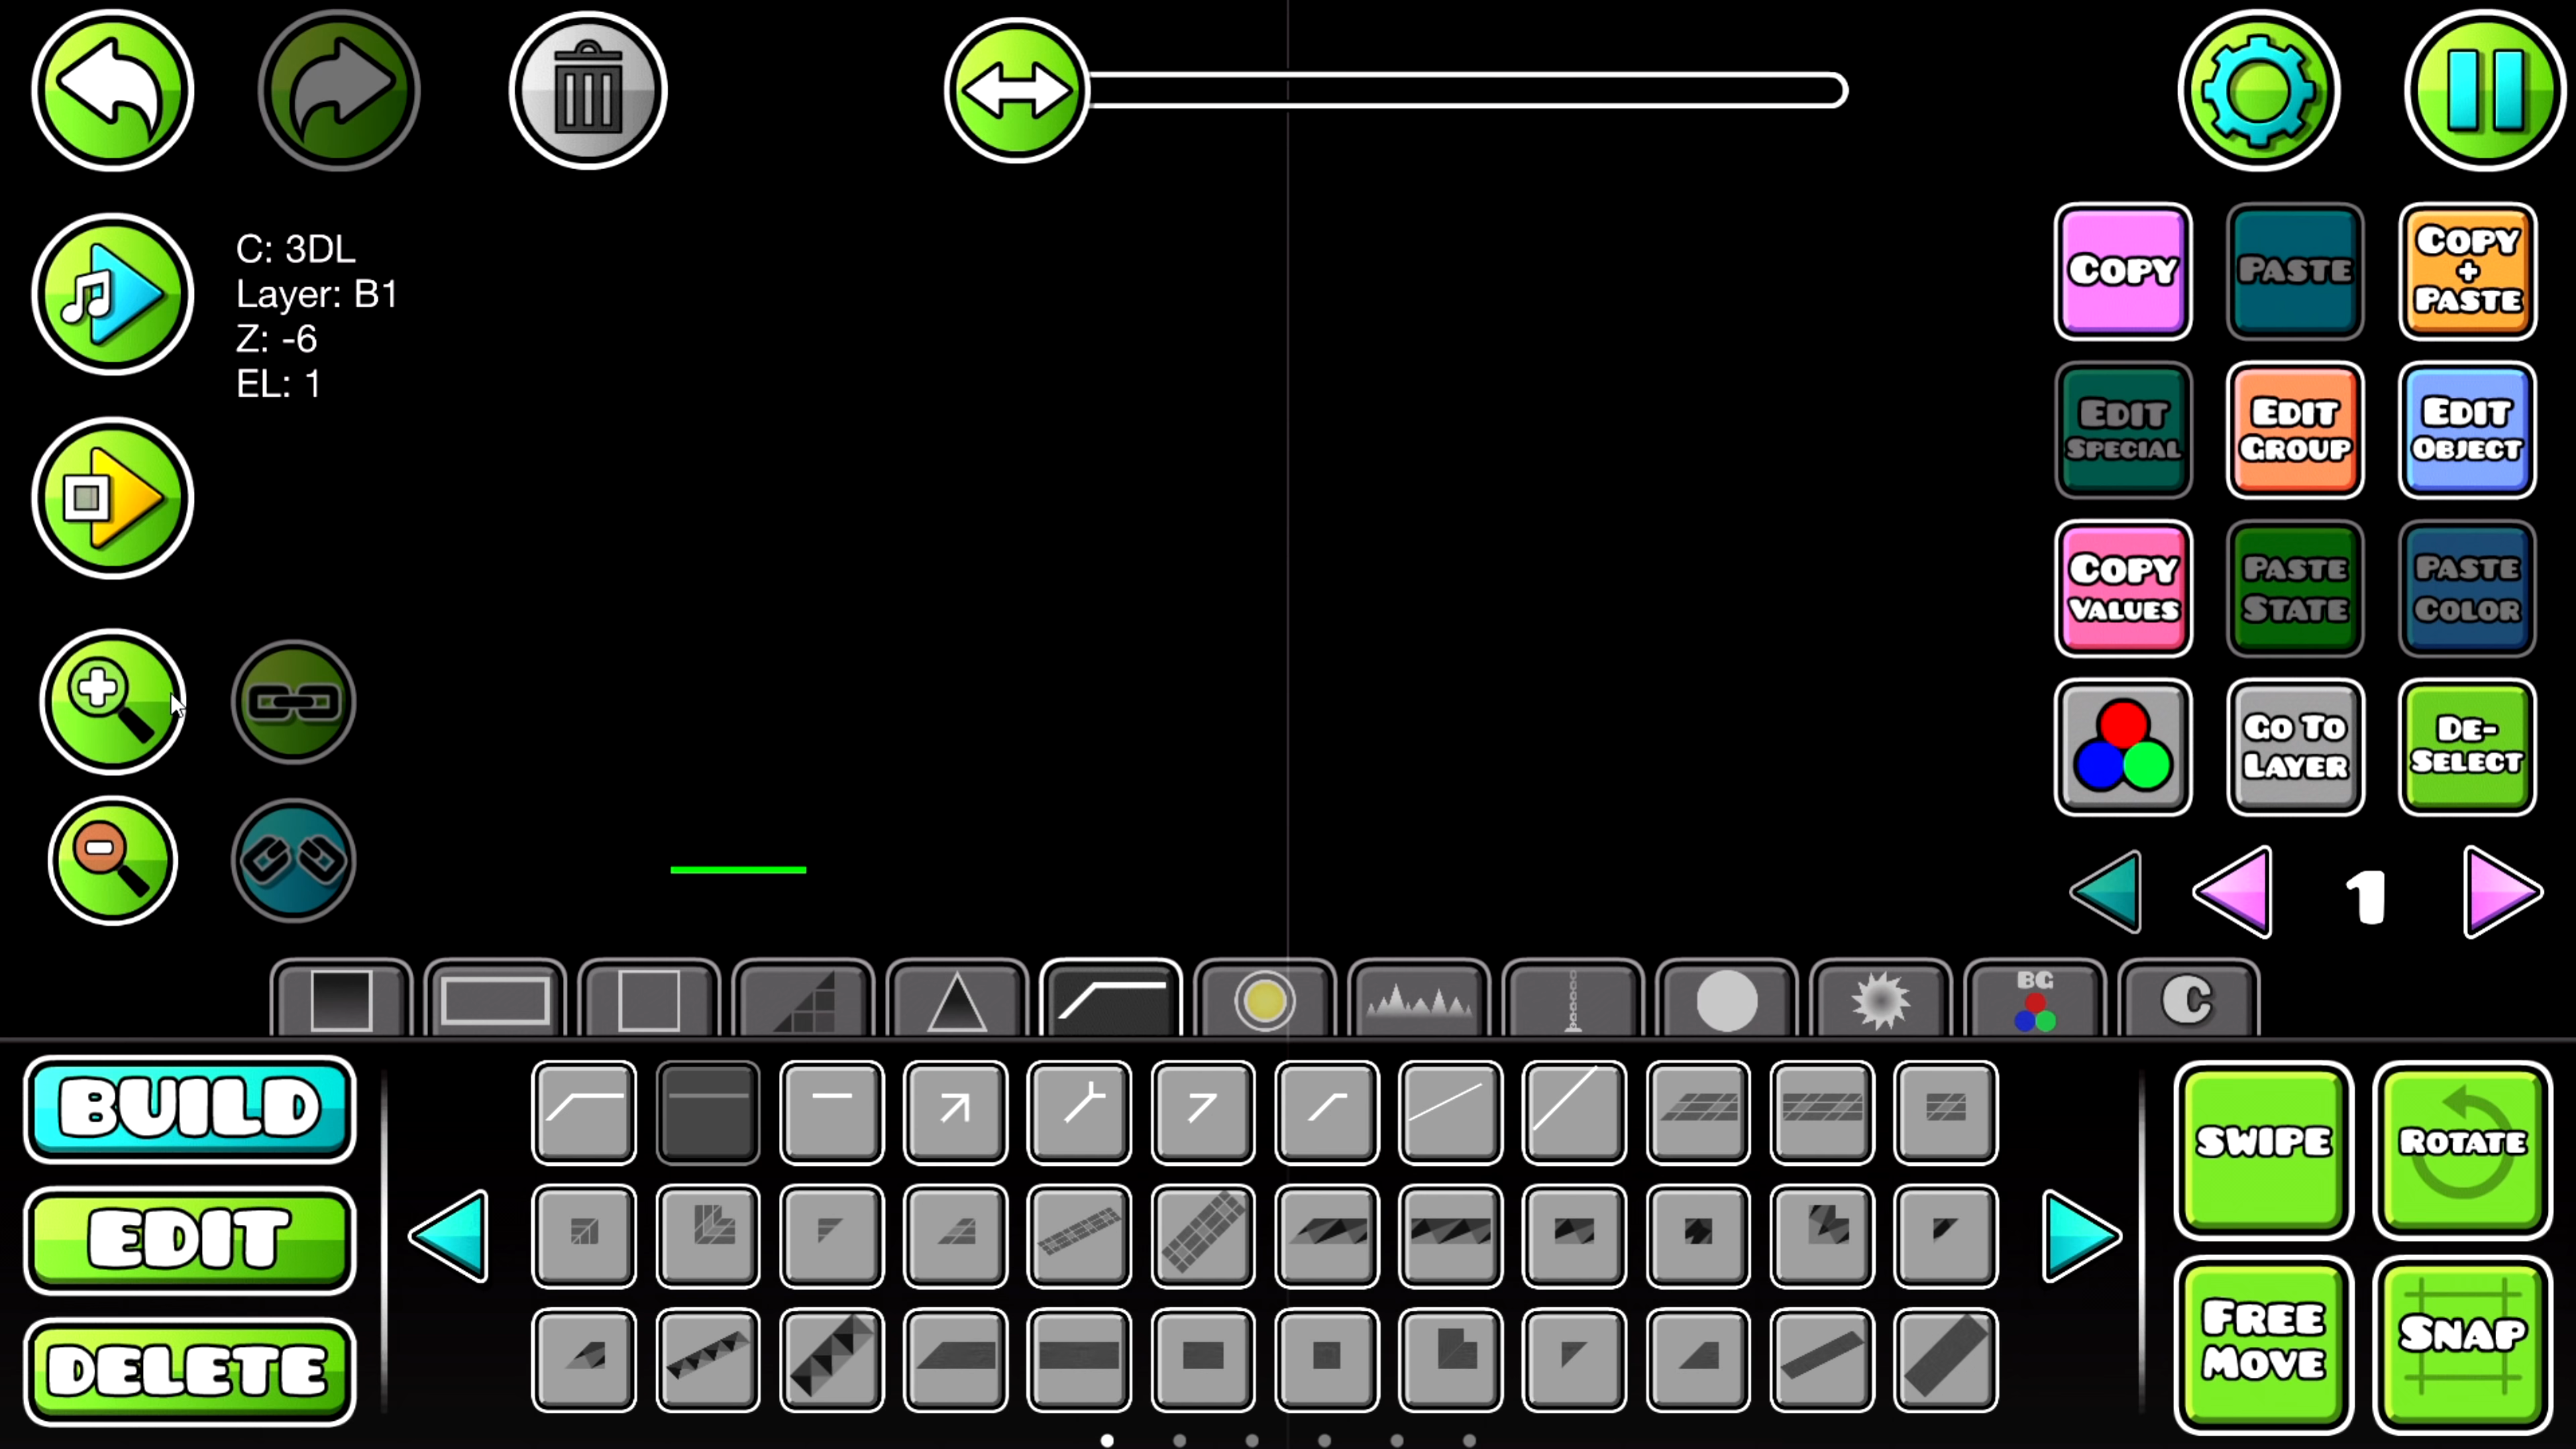 C: 3DL
Layer: B1
Z: -6
EL: 1
COPY
PASTE
COPY
+
PASTE
EDIT
SPECIAL
EDIT
GROUP
EDIT
OBJECT
COPY
VALUES
PASTE
STATE
PASTE
COLOR
GO TO
LAYER
DE-
SELECT
1
BG
C
BUILD
EDIT
DELETE
SWIPE
ROTATE
FREE
MOVE
SNAP